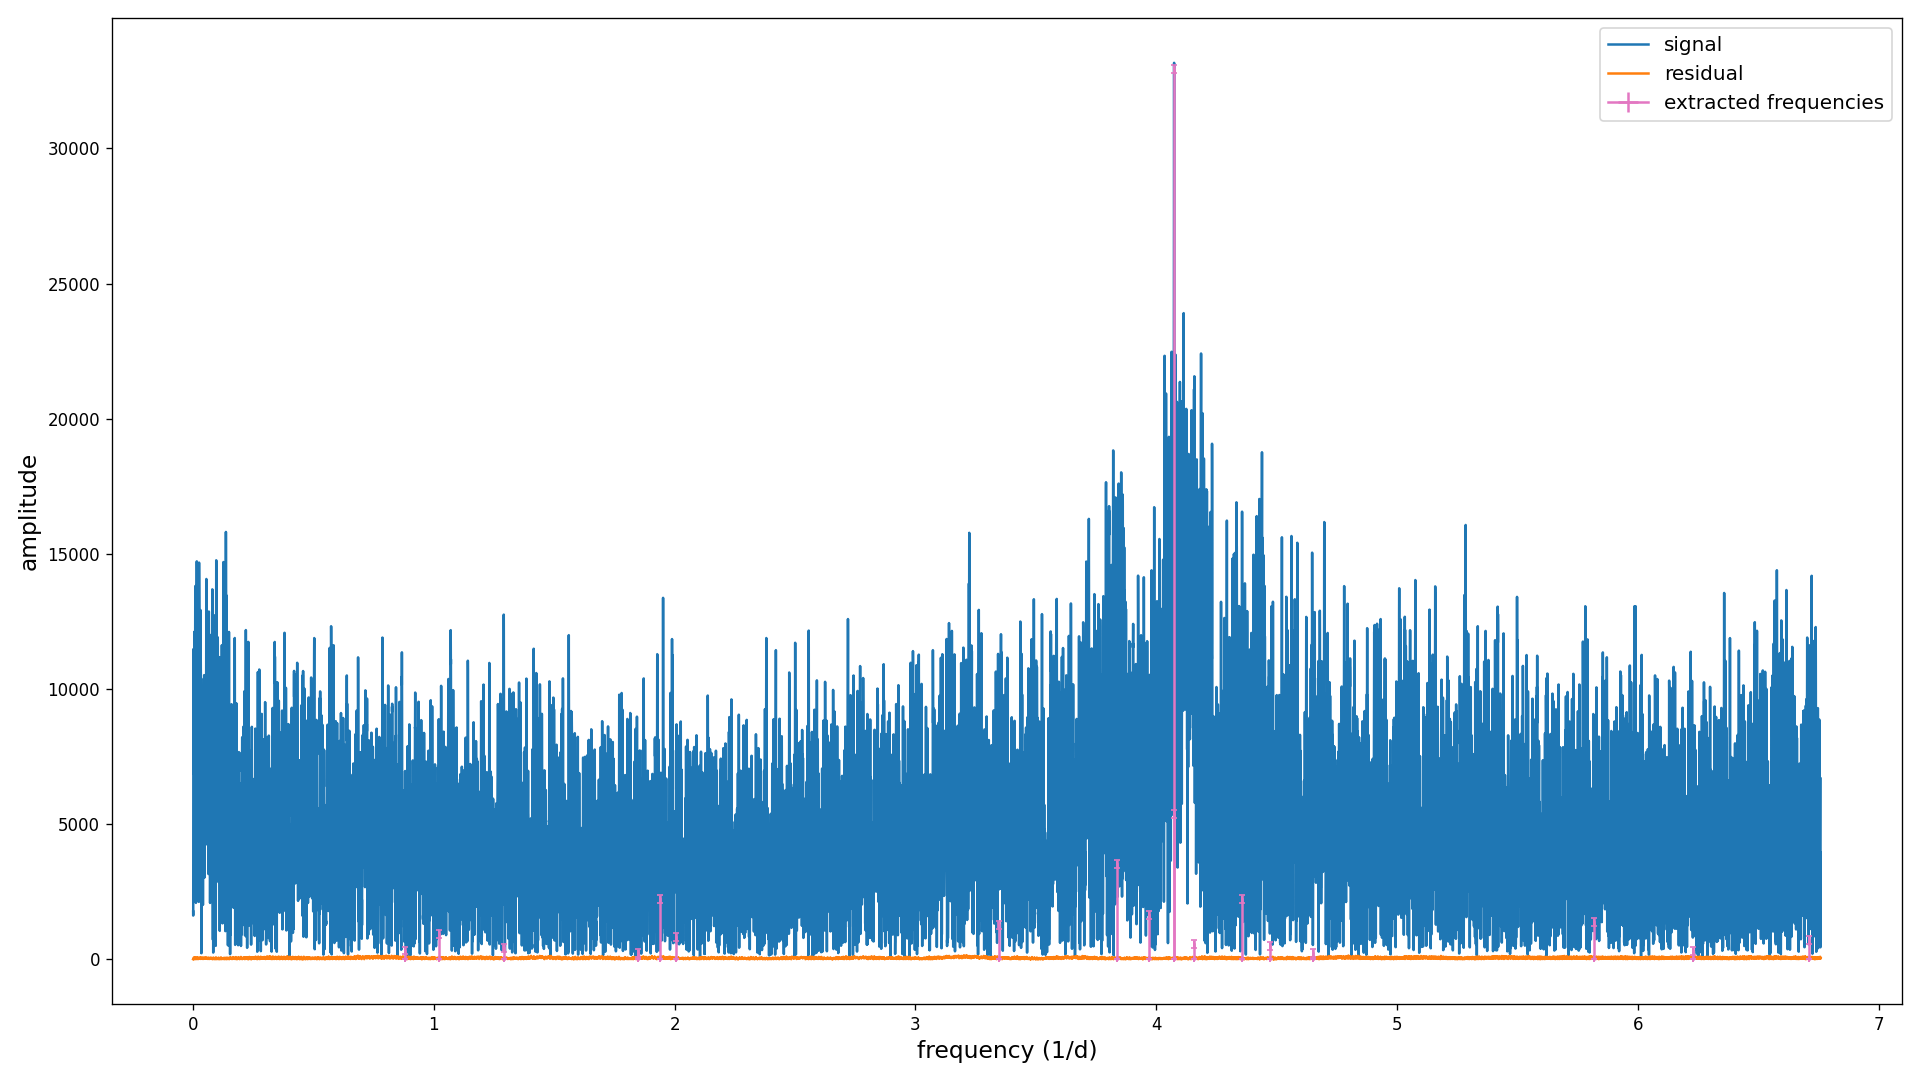 signal
residual
extracted frequencies
amplitude
30000
25000
20000
15000
10000
5000
0
0 1 2 3 4 5 6 7
frequency (1/d)